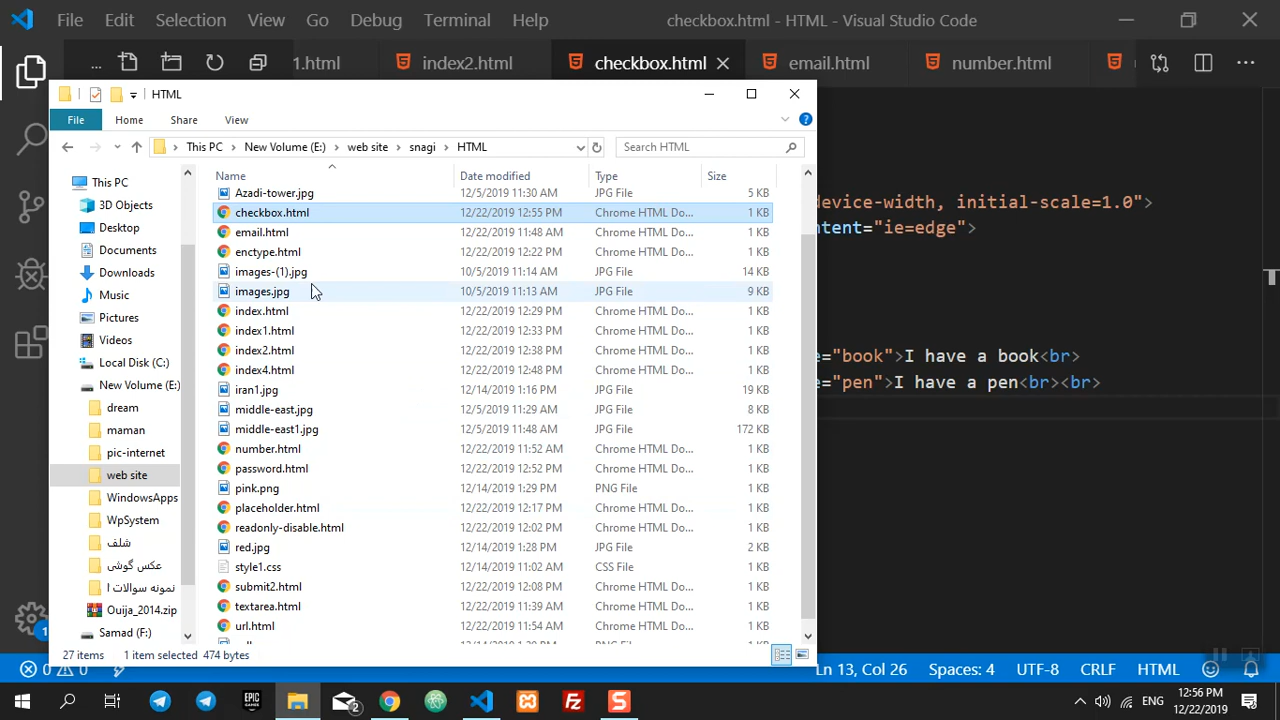 File Edit Selection View Go Debug Terminal Help checkbox.html - HTML - Visual Studio Code
... 1.html index2.html checkbox.html email.html number.html ...
HTML
File Home Share View
This PC New Volume (E:) web site snagi HTML Search HTML
Name Date modified Type Size
This PC
3D Objects
Desktop
Documents
Downloads
Music
Pictures
Videos
Local Disk (C:)
New Volume (E:)
dream
maman
pic-internet
web site
WindowsApps
WpSystem
شلف
عکس گوشی
نمونه سوالات ا
Ouija_2014.zip
Samad (F:)
Azadi-tower.jpg 12/5/2019 11:30 AM JPG File 5 KB
checkbox.html 12/22/2019 12:55 PM Chrome HTML Do... 1 KB
email.html 12/22/2019 11:48 AM Chrome HTML Do... 1 KB
enctype.html 12/22/2019 12:22 PM Chrome HTML Do... 1 KB
images-(1).jpg 10/5/2019 11:14 AM JPG File 14 KB
images.jpg 10/5/2019 11:13 AM JPG File 9 KB
index.html 12/22/2019 12:29 PM Chrome HTML Do... 1 KB
index1.html 12/22/2019 12:33 PM Chrome HTML Do... 1 KB
index2.html 12/22/2019 12:38 PM Chrome HTML Do... 1 KB
index4.html 12/22/2019 12:48 PM Chrome HTML Do... 1 KB
iran1.jpg 12/14/2019 1:16 PM JPG File 19 KB
middle-east.jpg 12/5/2019 11:29 AM JPG File 8 KB
middle-east1.jpg 12/5/2019 11:48 AM JPG File 172 KB
number.html 12/22/2019 11:52 AM Chrome HTML Do... 1 KB
password.html 12/22/2019 12:52 PM Chrome HTML Do... 1 KB
pink.png 12/14/2019 1:29 PM PNG File 1 KB
placeholder.html 12/22/2019 12:17 PM Chrome HTML Do... 1 KB
readonly-disable.html 12/22/2019 12:02 PM Chrome HTML Do... 1 KB
red.jpg 12/14/2019 1:28 PM JPG File 2 KB
style1.css 12/14/2019 11:02 AM CSS File 1 KB
submit2.html 12/22/2019 12:08 PM Chrome HTML Do... 1 KB
textarea.html 12/22/2019 11:39 AM Chrome HTML Do... 1 KB
url.html 12/22/2019 11:54 AM Chrome HTML Do... 1 KB
27 items 1 item selected 474 bytes
device-width, initial-scale=1.0">
ntent="ie=edge">
e="book">I have a book<br>
e="pen">I have a pen<br><br>
0 0 Ln 13, Col 26 Spaces: 4 UTF-8 CRLF HTML
1
EPIC GAMES 2 Fz S ENG 12:56 PM
12/22/2019